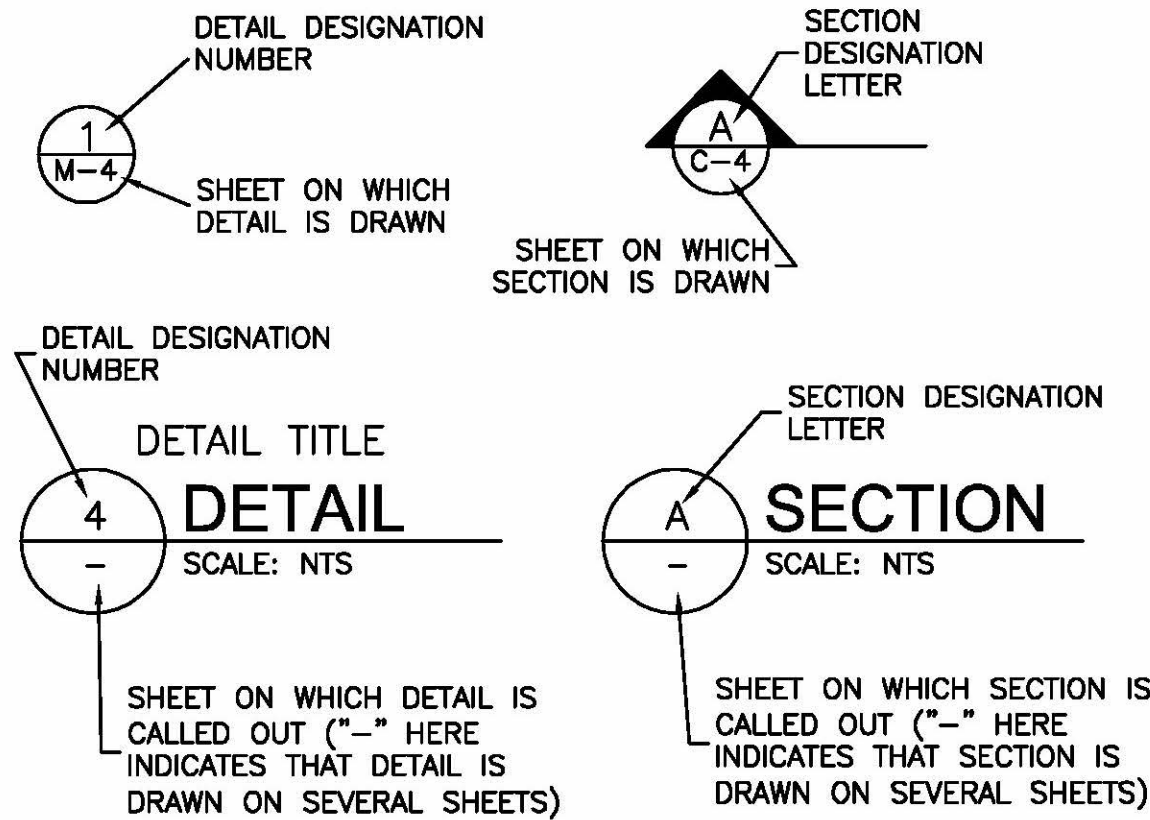 DETAIL DESIGNATION
NUMBER
1
M-4
SHEET ON WHICH
DETAIL IS DRAWN
SECTION
DESIGNATION
LETTER
A
C-4
SHEET ON WHICH
SECTION IS DRAWN
DETAIL DESIGNATION
NUMBER
DETAIL TITLE
4
DETAIL
-
SCALE: NTS
SHEET ON WHICH DETAIL IS
CALLED OUT ("-" HERE
INDICATES THAT DETAIL IS
DRAWN ON SEVERAL SHEETS)
SECTION DESIGNATION
LETTER
A
SECTION
-
SCALE: NTS
SHEET ON WHICH SECTION IS
CALLED OUT ("-" HERE
INDICATES THAT SECTION IS
DRAWN ON SEVERAL SHEETS)